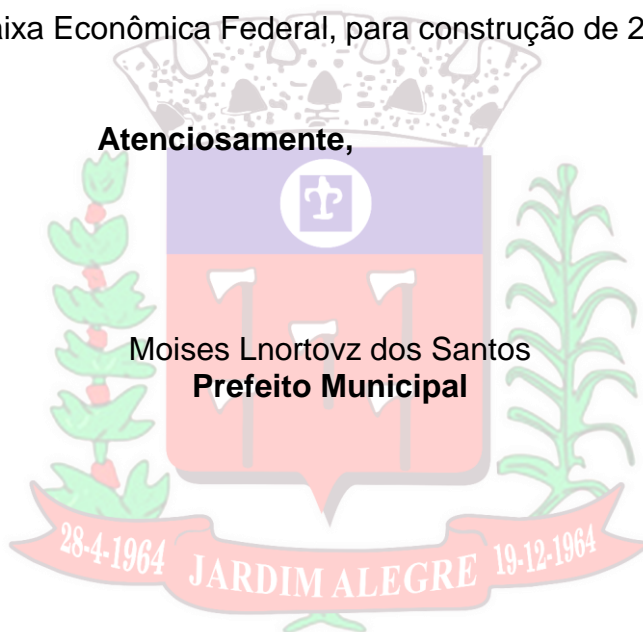 aixa Econômica Federal, para construção de 2
Atenciosamente,
Moises Lnortovz dos Santos
Prefeito Municipal
28-4-1964 JARDIM ALEGRE 19-12-1964